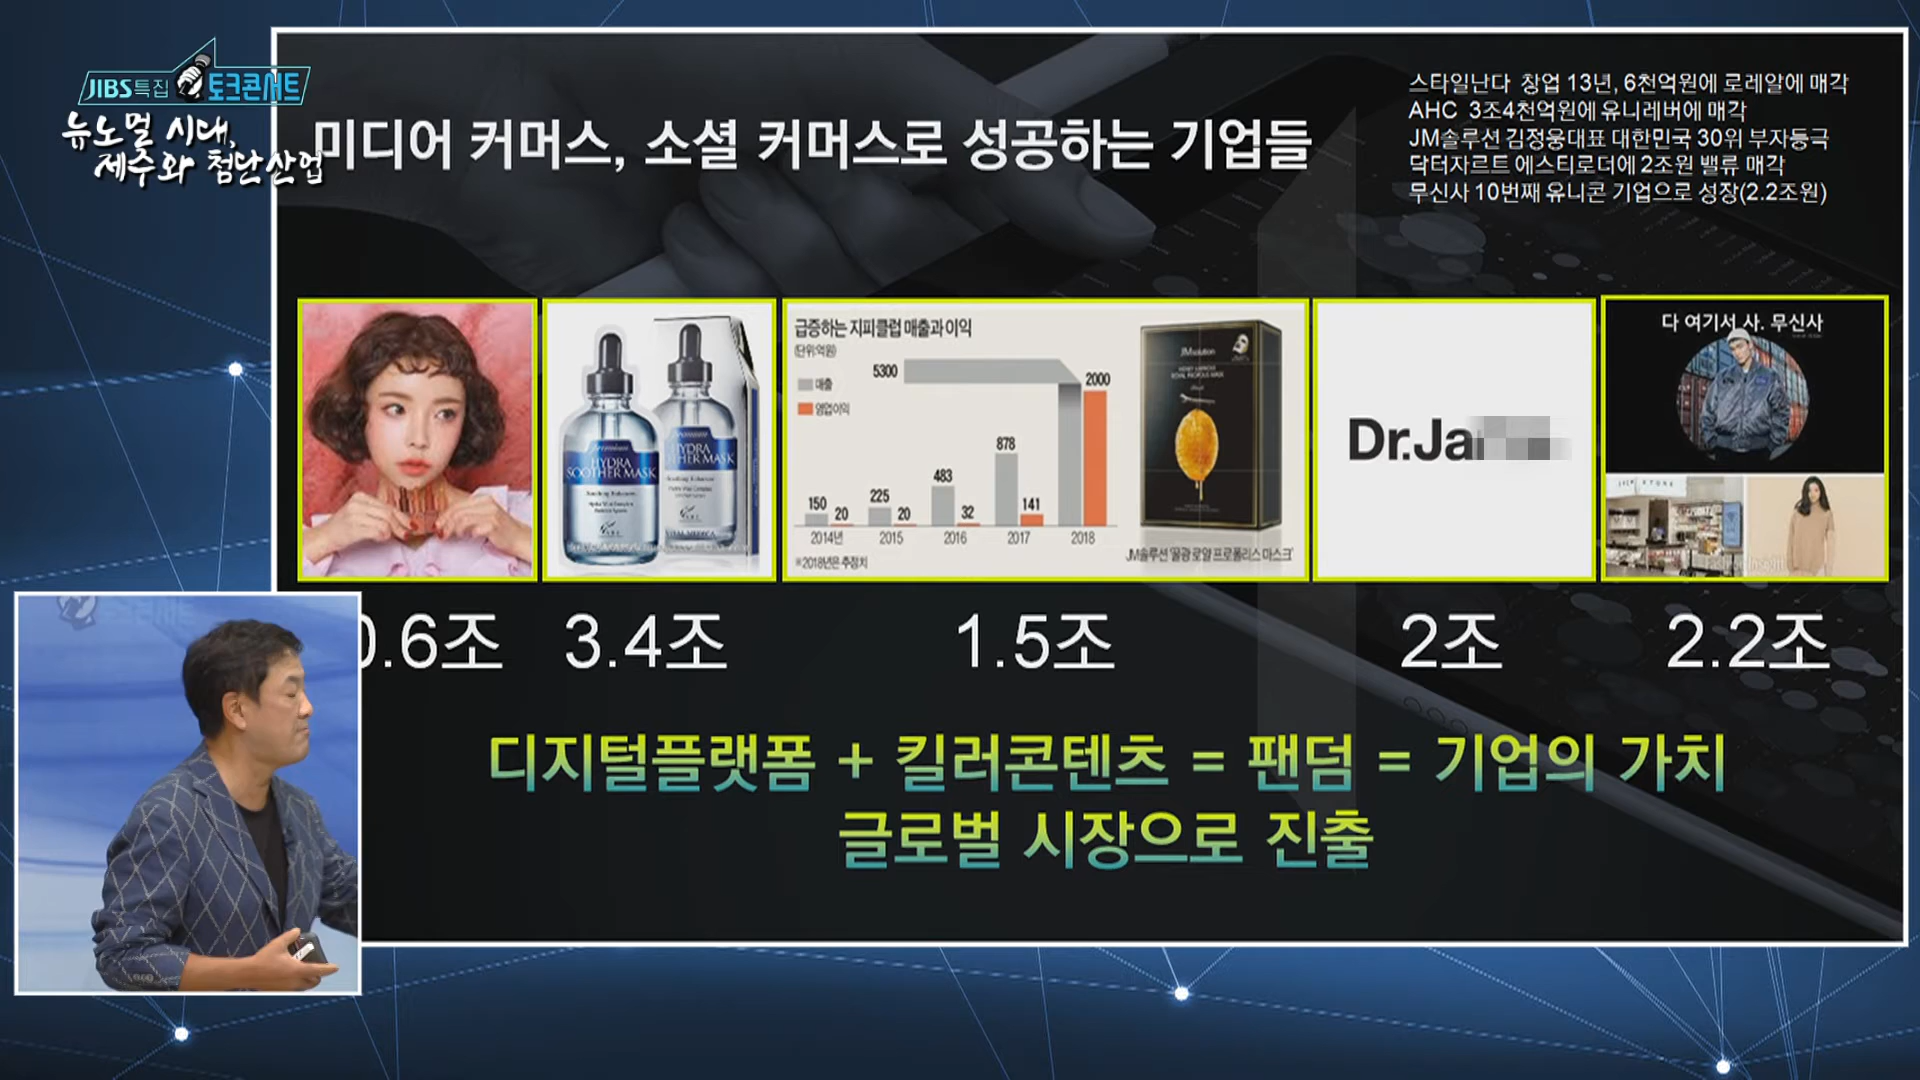 JIBS특집 토크콘서트
뉴노멀 시대,
제주와 첨단산업
미디어 커머스, 소셜 커머스로 성공하는 기업들
스타일난다 창업 13년, 6천억원에 로레알에 매각
AHC 3조4천억원에 유니레버에 매각
JM솔루션 김정웅대표 대한민국 30위 부자등극
닥터자르트 에스티로더에 2조원 밸류 매각
무신사 10번째 유니콘 기업으로 성장(2.2조원)
Premium
HYDRA
SOOTHER MASK
급증하는 지피클럽 매출과 이익
(단위:억원)
매출
영업이익
5300
2000
878
141
483
32
225
20
150
20
2014년
2015
2016
2017
2018
※2018년은 추정치
JMsolution
JM솔루션 '꿀광 로얄 프로폴리스 마스크'
Dr.Ja
다 여기서 사. 무신사
0.6조
3.4조
1.5조
2조
2.2조
디지털플랫폼 + 킬러콘텐츠 = 팬덤 = 기업의 가치
글로벌 시장으로 진출